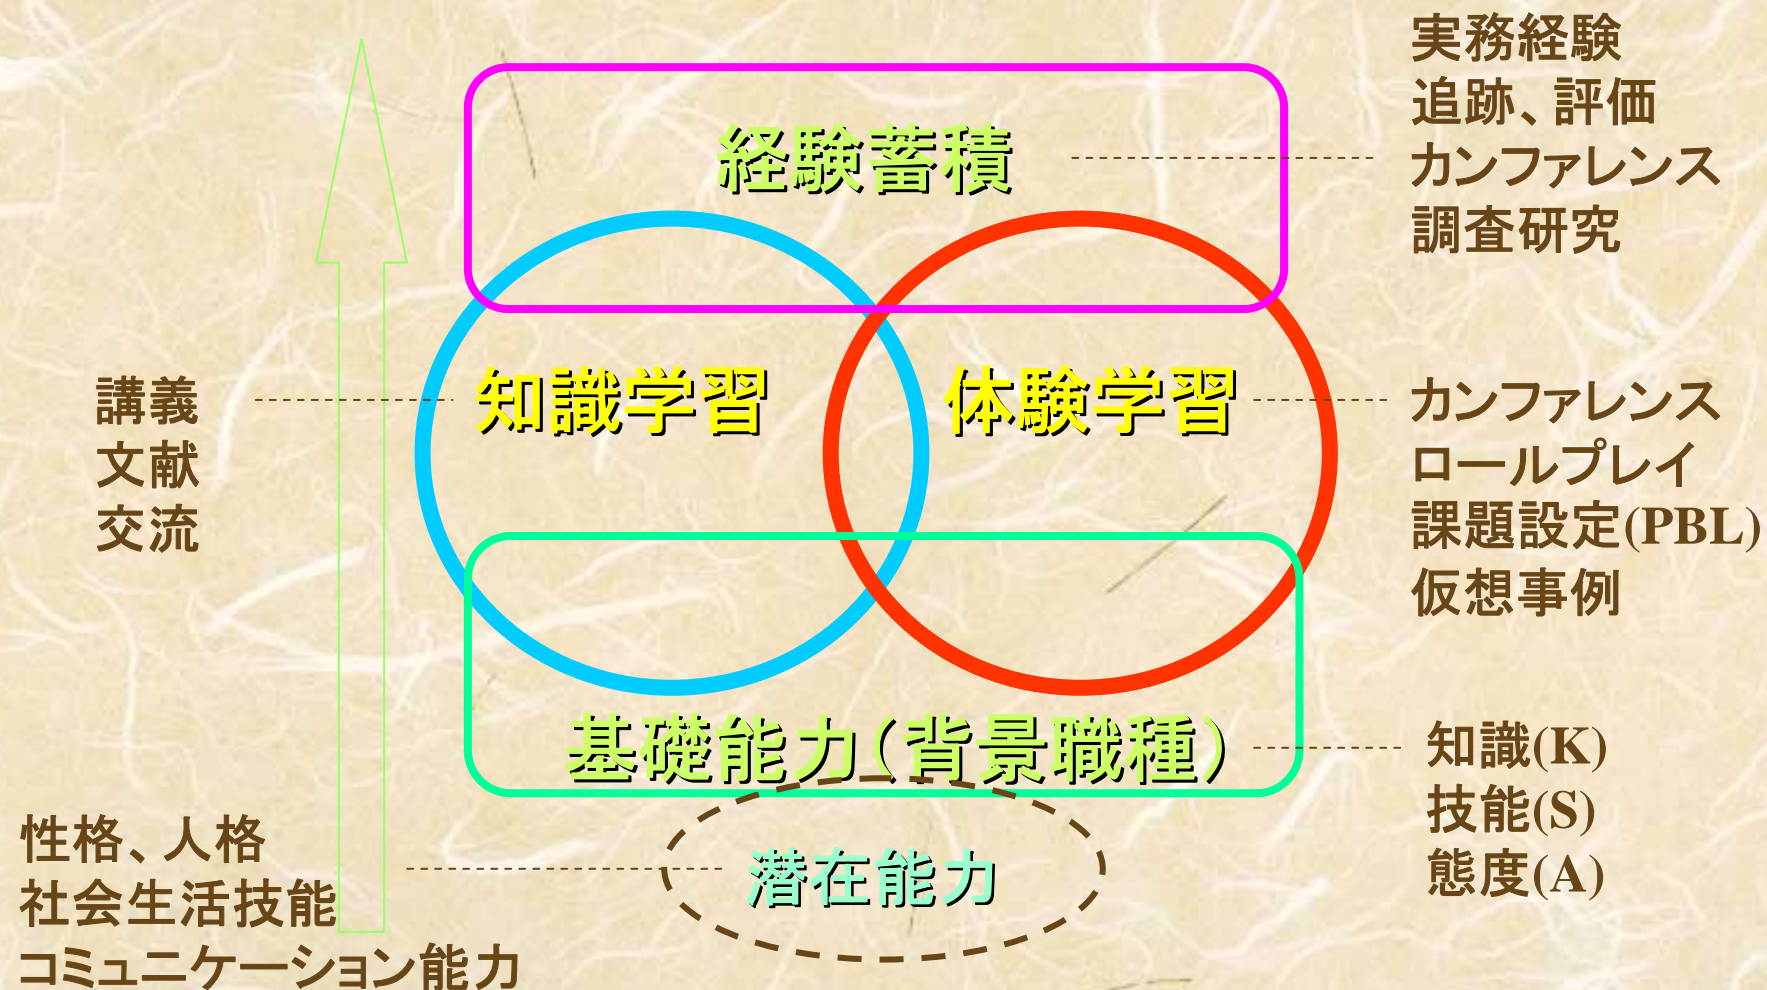 実務経験
追跡、評価
カンファレンス
調査研究
経験蓄積
講義
文献
交流
知識学習
体験学習
カンファレンス
ロールプレイ
課題設定(PBL)
仮想事例
基礎能力(背景職種)
知識(K)
技能(S)
態度(A)
性格、人格
社会生活技能
コミュニケーション能力
潜在能力